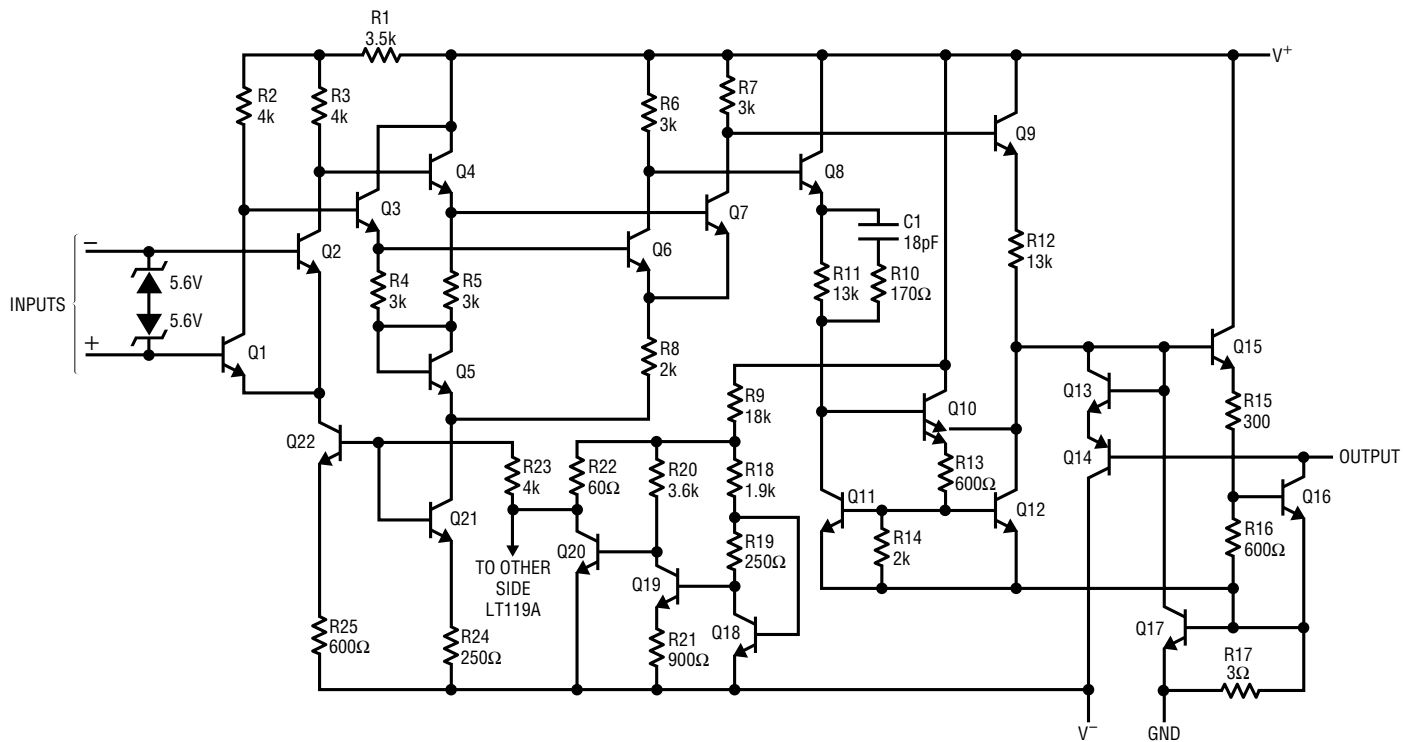 R1
3.5k
V+
R2
4k
R3
4k
R6
3k
R7
3k
Q9
Q4
Q8
Q3
Q7
C1
18pF
–
Q2
Q6
R12
13k
R4
3k
R5
3k
R11
13k
R10
170Ω
5.6V
INPUTS
5.6V
+
Q1
Q5
R8
2k
Q15
R9
18k
Q13
Q10
R15
300
Q22
Q14
OUTPUT
R23
4k
R22
60Ω
R20
3.6k
R18
1.9k
R13
600Ω
Q11
Q12
Q16
Q21
R14
2k
R16
600Ω
Q20
R19
250Ω
TO OTHER
SIDE
LT119A
Q19
Q18
Q17
R25
600Ω
R24
250Ω
R21
900Ω
R17
3Ω
V–
GND